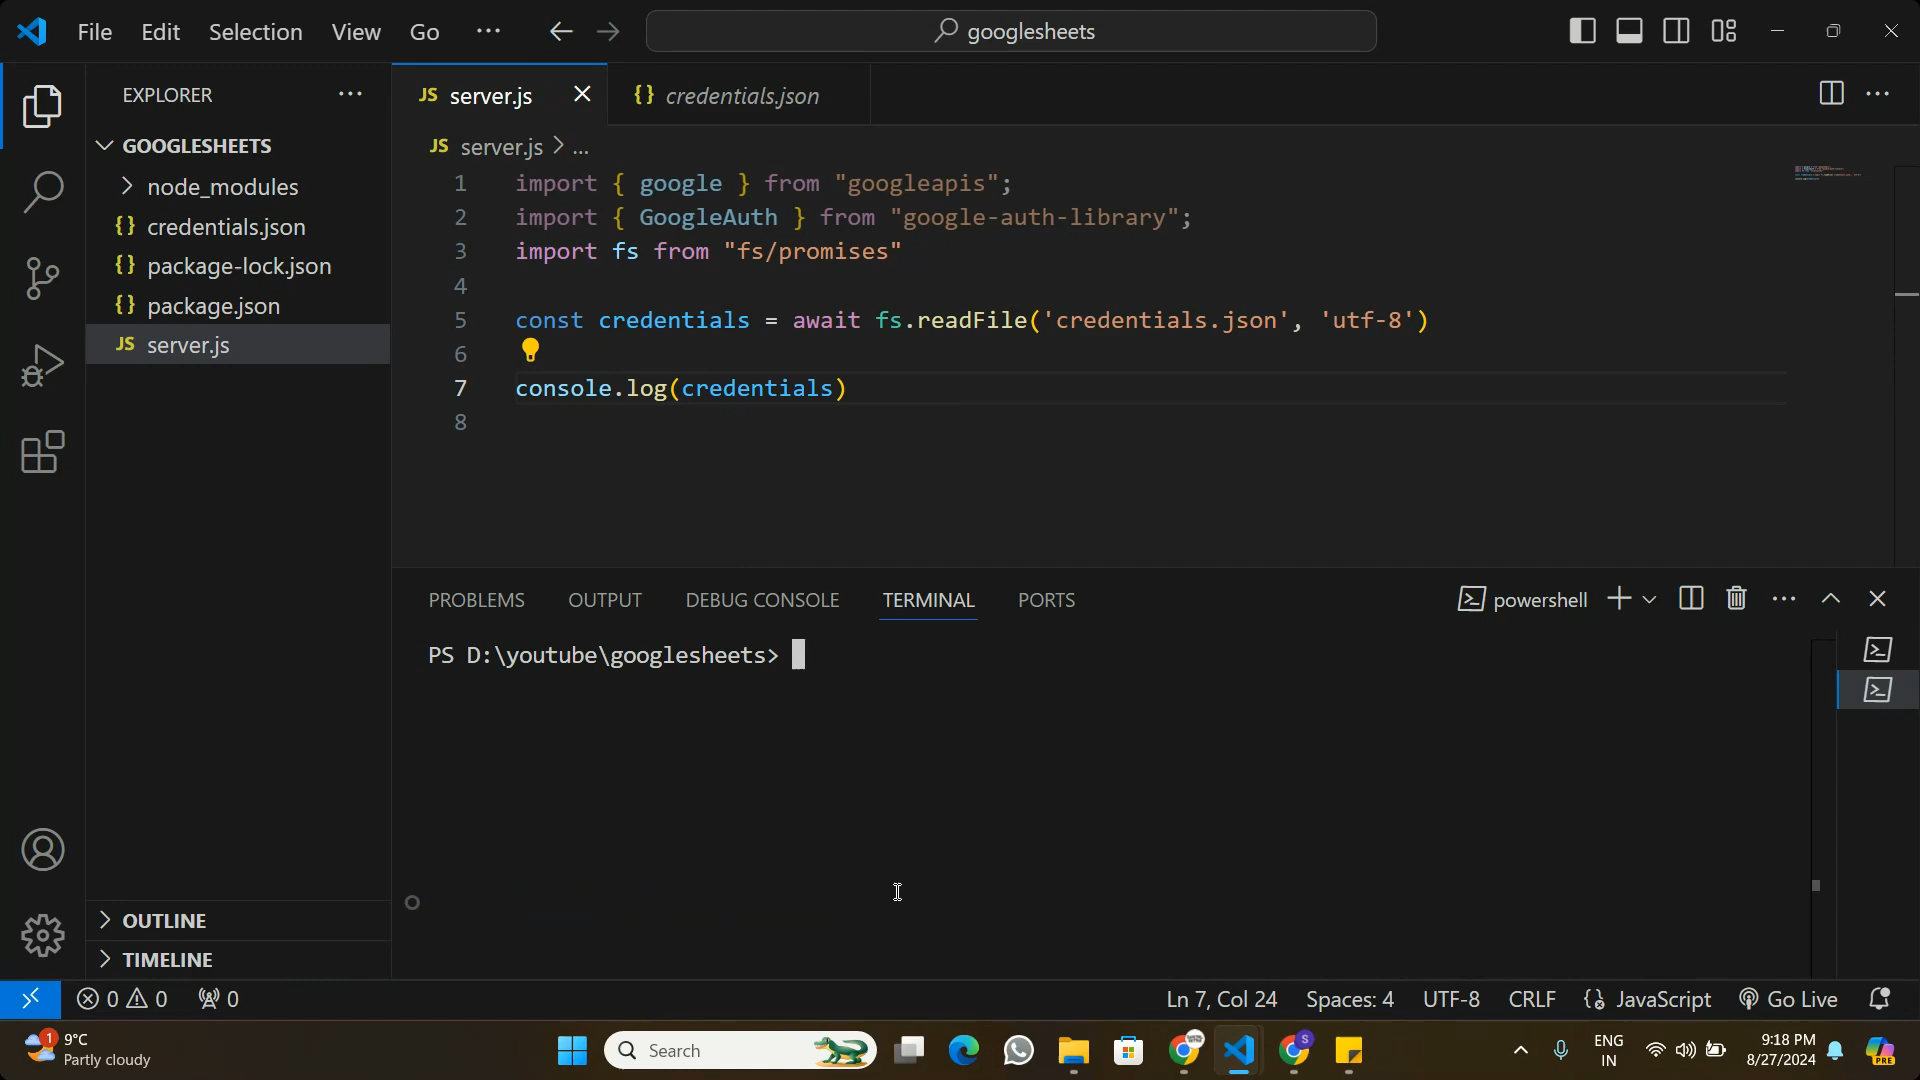 File Edit Selection View Go ··· googlesheets
EXPLORER ···
GOOGLESHEETS
node_modules
{} credentials.json
{} package-lock.json
{} package.json
JS server.js
OUTLINE
TIMELINE
JS server.js {} credentials.json
JS server.js > ...
1 import { google } from "googleapis";
2 import { GoogleAuth } from "google-auth-library";
3 import fs from "fs/promises"
4
5 const credentials = await fs.readFile('credentials.json', 'utf-8')
6
7 console.log(credentials)
8
PROBLEMS OUTPUT DEBUG CONSOLE TERMINAL PORTS powershell
PS D:\youtube\googlesheets>
0 0 0 Ln 7, Col 24 Spaces: 4 UTF-8 CRLF {} JavaScript Go Live
1 9°C
Partly cloudy
Search
S
ENG
IN
9:18 PM
8/27/2024
PRE